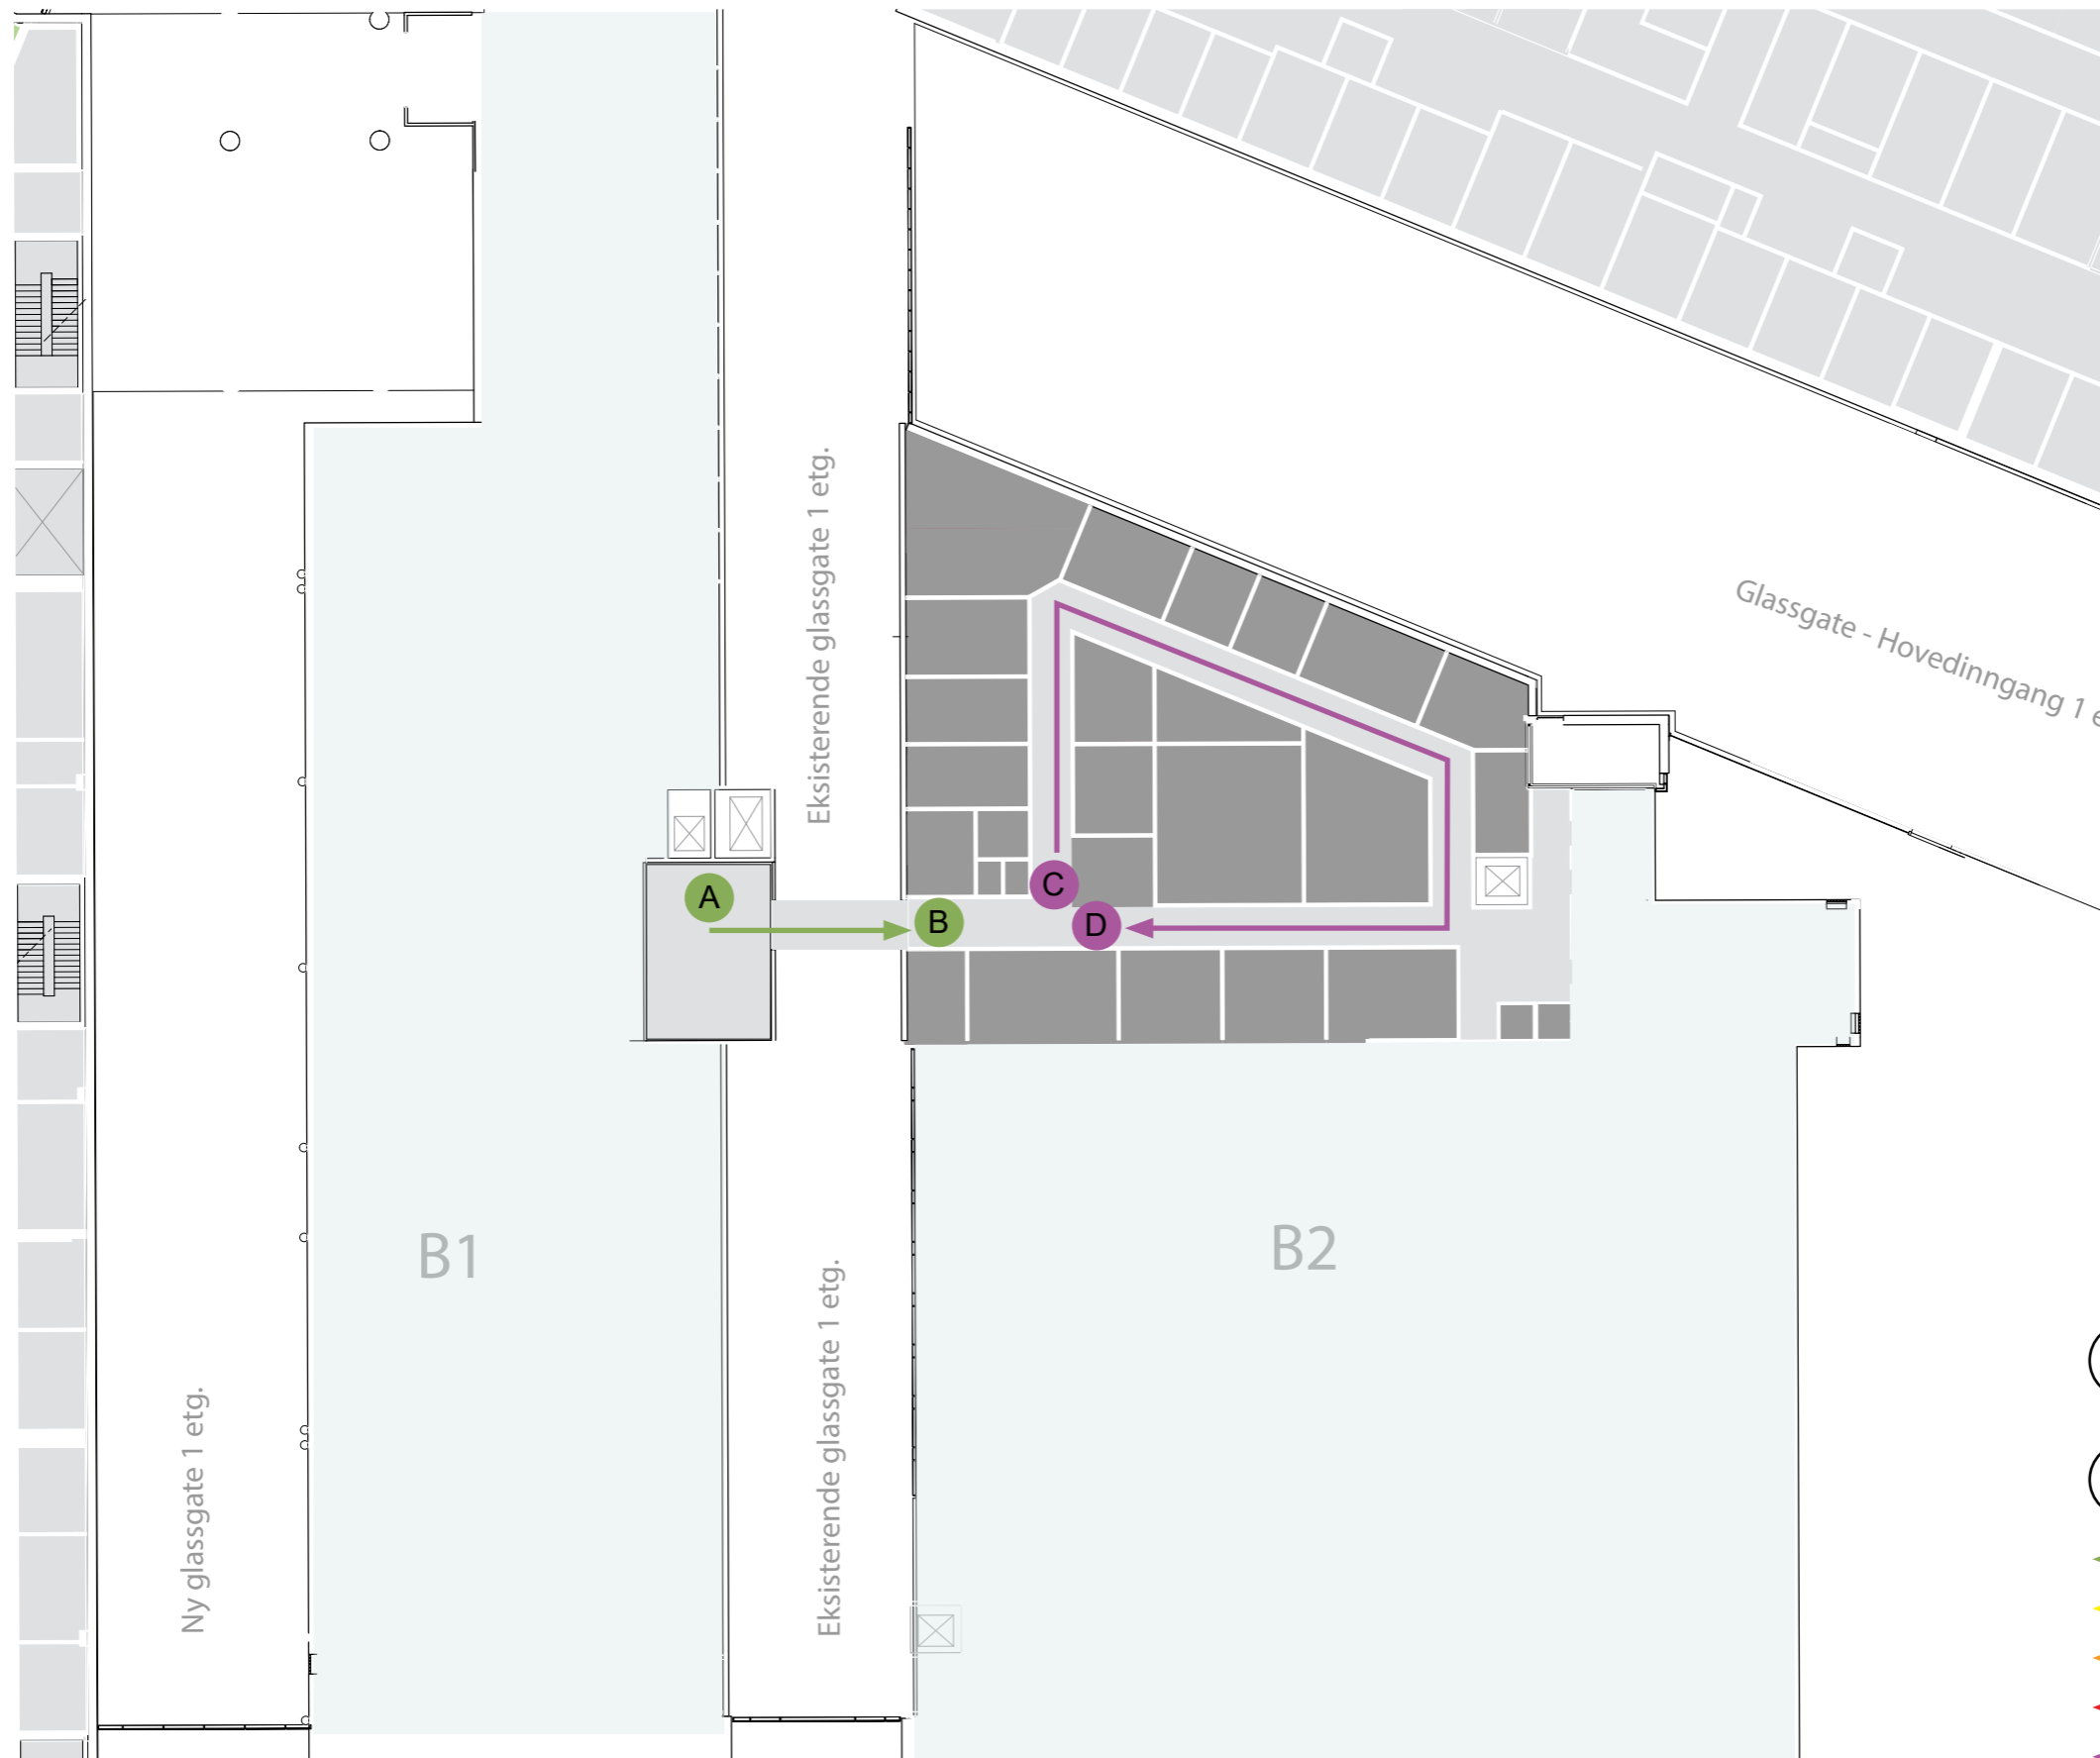 Eksisterende glassgate 1 etg.
Glassgate - Hovedinngang 1 e
A
B
C
D
B1
B2
Eksisterende glassgate 1 etg.
Ny glassgate 1 etg.